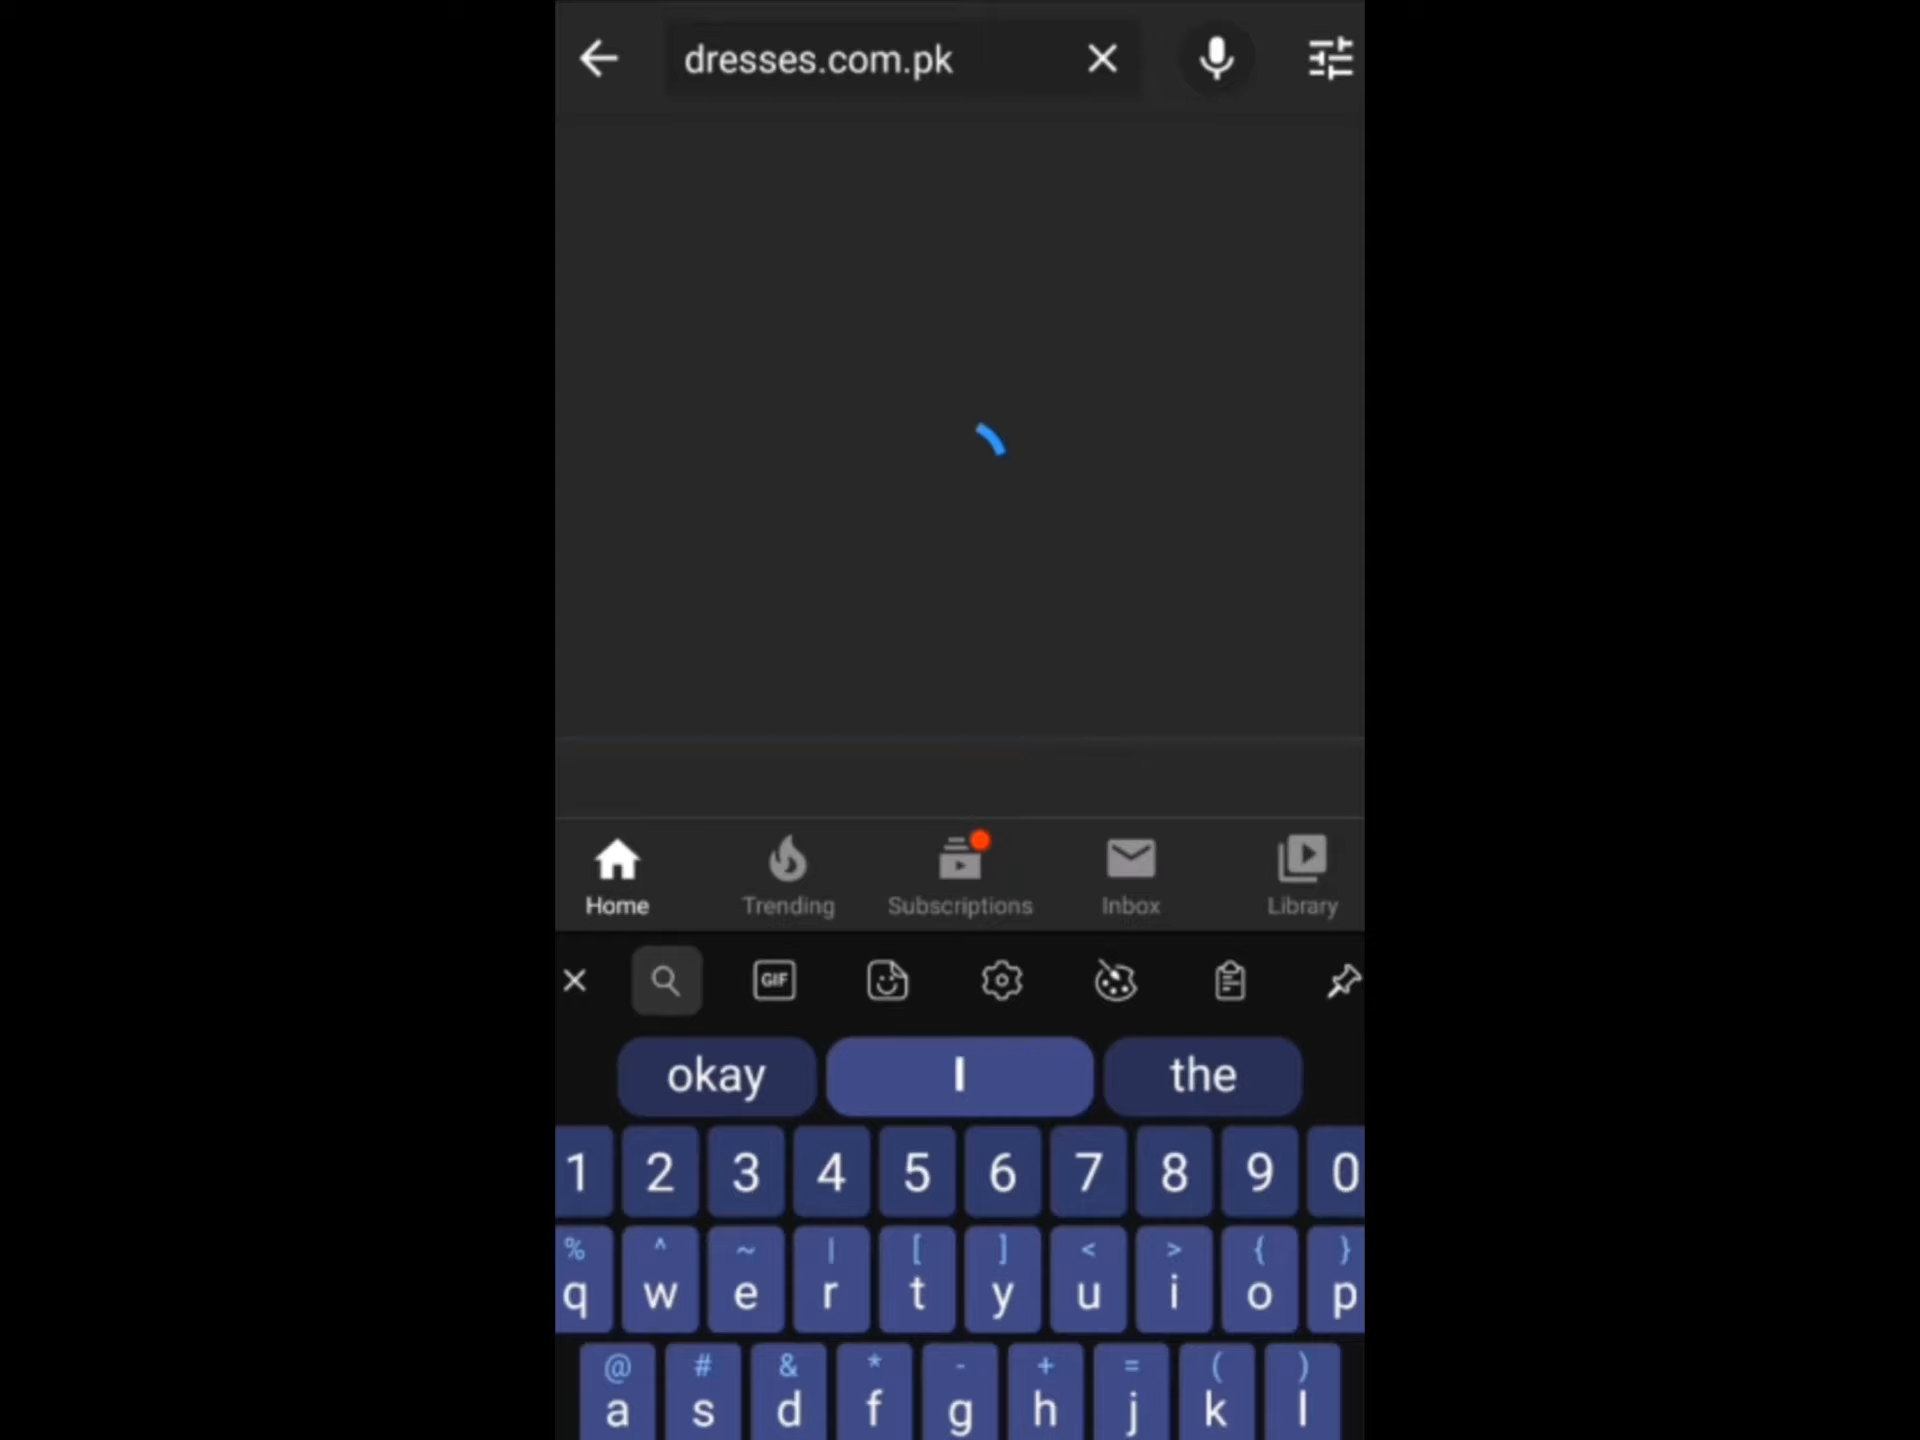 dresses.com.pk
Home Trending Subscriptions Inbox Library
GIF
okay I the
1 2 3 4 5 6 7 8 9 0
% ^ ~ | [ ] < > { }
q w e r t y u i o p
@ # & * - + = ( )
a s d f g h j k l